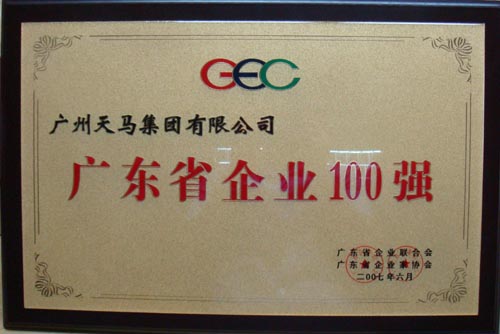 GEC
广州天马集团有限公司
广东省企业100强
广东省企业联合会
广东省企业家协会
二00七年六月